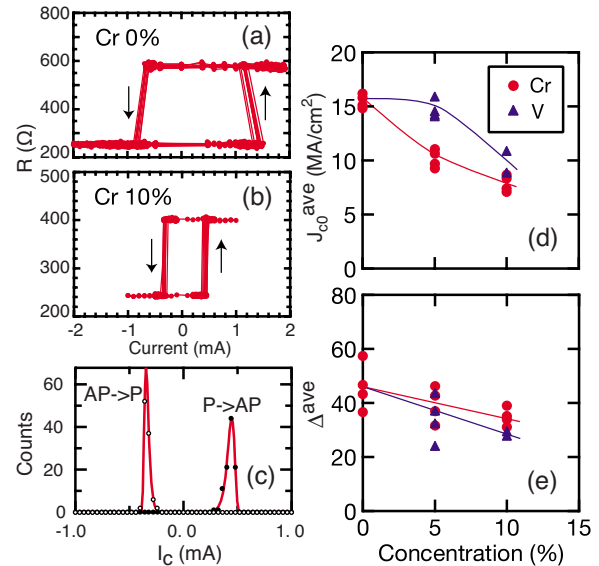 Cr 0%
(a)
800
600
400
200
R (Ω)
Cr 10%
(b)
500
400
300
200
-2
-1
0
1
2
Current (mA)
AP->P
P->AP
(c)
60
40
20
0
Counts
-1.0
0.0
1.0
I_C (mA)
20
15
10
5
0
J_c0^ave (MA/cm²)
Cr
V
(d)
80
60
40
20
0
Δ^ave
(e)
0
5
10
15
Concentration (%)